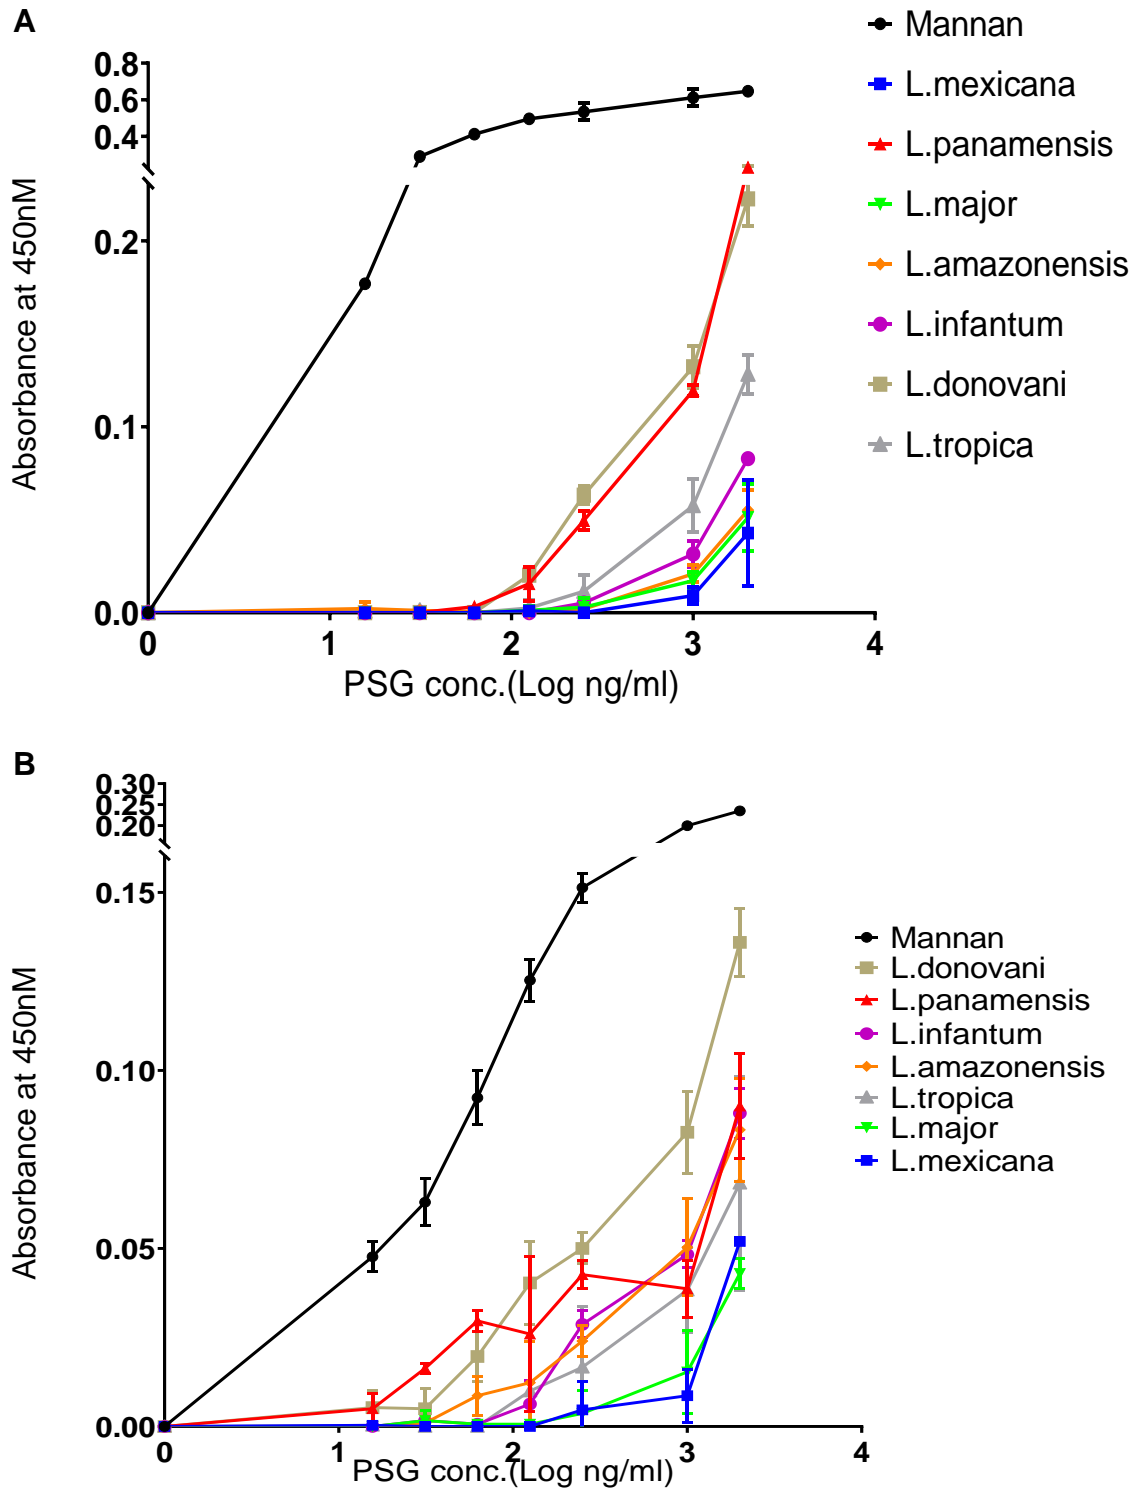 A
Mannan
L.mexicana
L.panamensis
L.major
L.amazonensis
L.infantum
L.donovani
L.tropica
0.8
0.6
0.4
0.2
0.1
0.0
Absorbance at 450nM
0 1 2 3 4
PSG conc.(Log ng/ml)
B
0.30
0.25
0.20
0.15
0.10
0.05
0.00
Absorbance at 450nM
Mannan
L.donovani
L.panamensis
L.infantum
L.amazonensis
L.tropica
L.major
L.mexicana
0 1 2 3 4
PSG conc.(Log ng/ml)